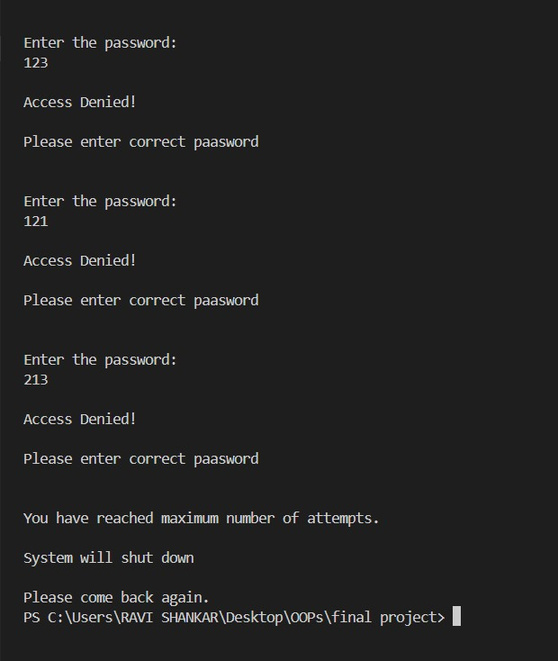 Enter the password:
123
Access Denied!
Please enter correct paasword
Enter the password:
121
Access Denied!
Please enter correct paasword
Enter the password:
213
Access Denied!
Please enter correct paasword
You have reached maximum number of attempts.
System will shut down
Please come back again.
PS C:\Users\RAVI SHANKAR\Desktop\OOPs\final project>